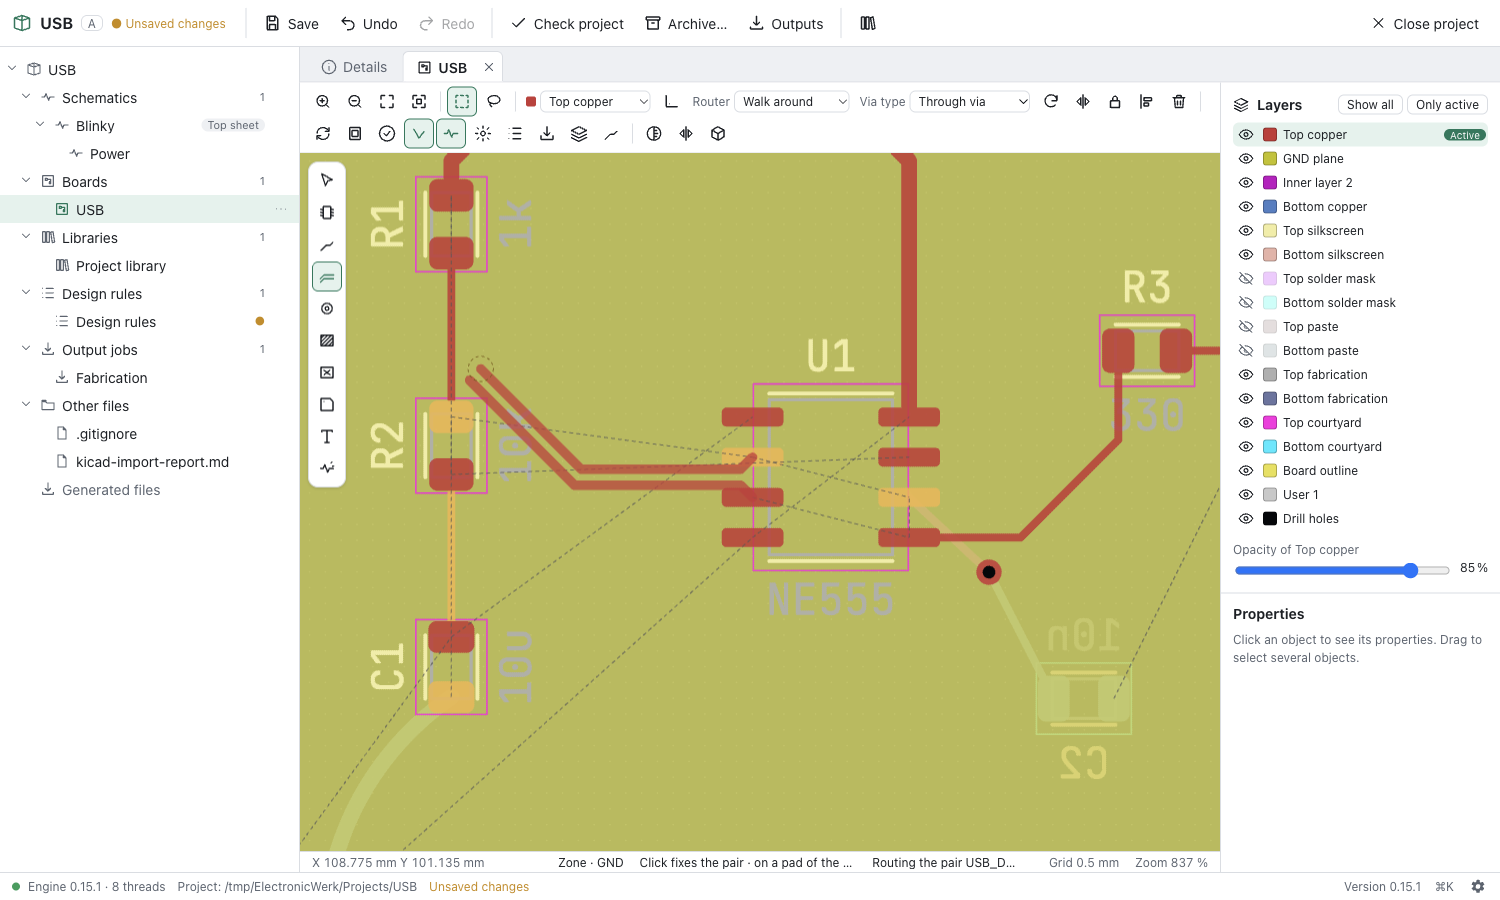 USB A Unsaved changes Save Undo Redo Check project Archive... Outputs Close project
USB
Schematics 1
Blinky Top sheet
Power
Boards 1
USB ...
Libraries 1
Project library
Design rules 1
Design rules
Output jobs 1
Fabrication
Other files
.gitignore
kicad-import-report.md
Generated files
Details USB
Top copper Router Walk around Via type Through via
R1
1k
R2
C1
10u
U1
NE555
R3
330
10n
C2
X 108.775 mm Y 101.135 mm Zone · GND Click fixes the pair · on a pad of the ... Routing the pair USB_D... Grid 0.5 mm Zoom 837 %
Layers Show all Only active
Top copper Active
GND plane
Inner layer 2
Bottom copper
Top silkscreen
Bottom silkscreen
Top solder mask
Bottom solder mask
Top paste
Bottom paste
Top fabrication
Bottom fabrication
Top courtyard
Bottom courtyard
Board outline
User 1
Drill holes
Opacity of Top copper
85 %
Properties
Click an object to see its properties. Drag to
select several objects.
Engine 0.15.1 · 8 threads Project: /tmp/ElectronicWerk/Projects/USB Unsaved changes Version 0.15.1 ⌘K